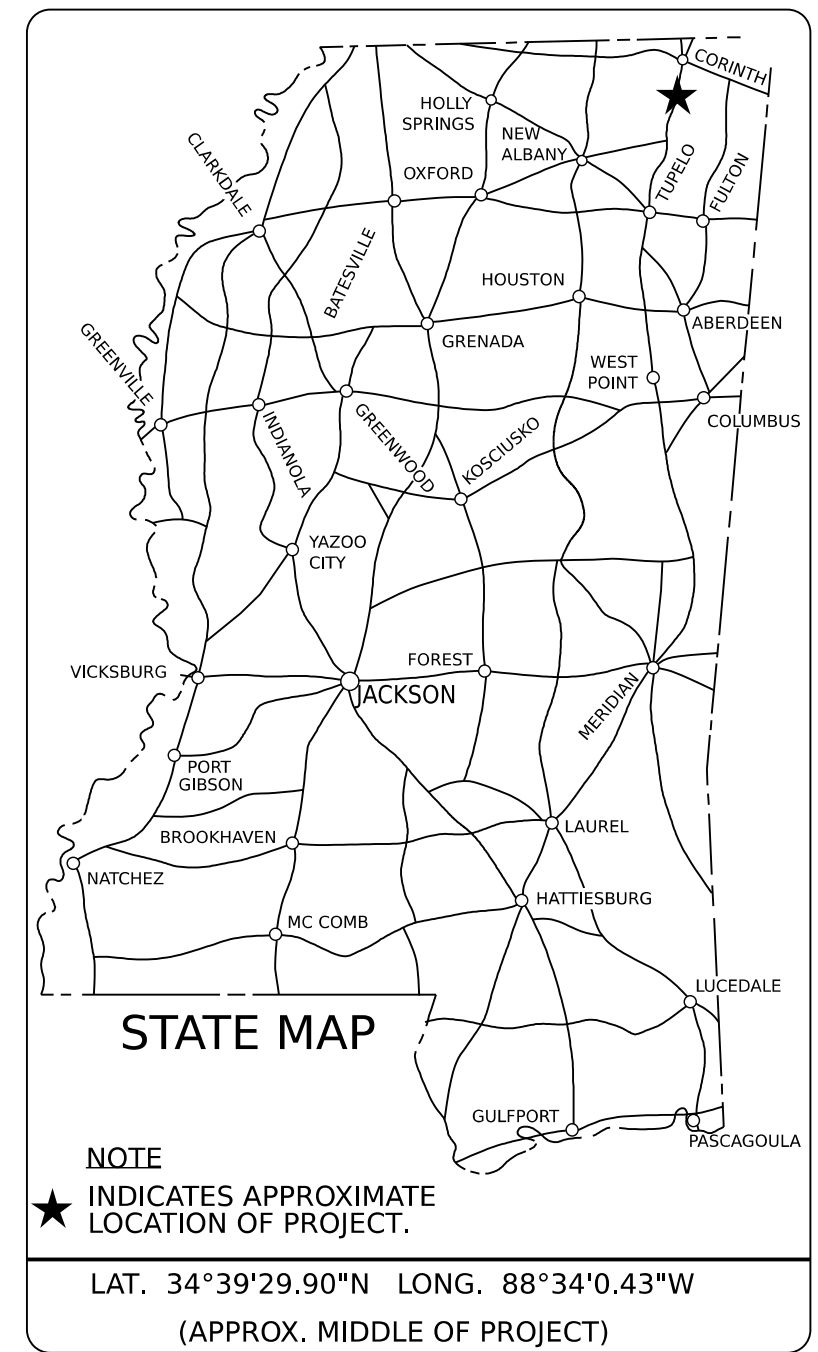 CORINTH
HOLLY
SPRINGS
NEW
ALBANY
CLARKDALE
OXFORD
TUPELO
FULTON
BATESVILLE
HOUSTON
ABERDEEN
GREENVILLE
GRENADA
WEST
POINT
COLUMBUS
INDIANOLA
GREENWOOD
KOSCIUSKO
YAZOO
CITY
VICKSBURG
FOREST
JACKSON
MERIDIAN
PORT
GIBSON
BROOKHAVEN
LAUREL
NATCHEZ
HATTIESBURG
MC COMB
LUCEDALE
STATE MAP
GULFPORT
PASCAGOULA
NOTE
INDICATES APPROXIMATE
LOCATION OF PROJECT.
LAT. 34°39'29.90"N LONG. 88°34'0.43"W
(APPROX. MIDDLE OF PROJECT)